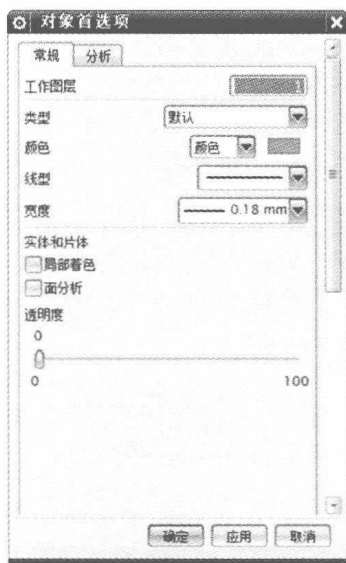 对象首选项
常规 分析
工作图层 1
类型 默认
颜色 颜色
线型
宽度 0.18 mm
实体和片体
局部着色
面分析
透明度
0
0 100
确定 应用 取消